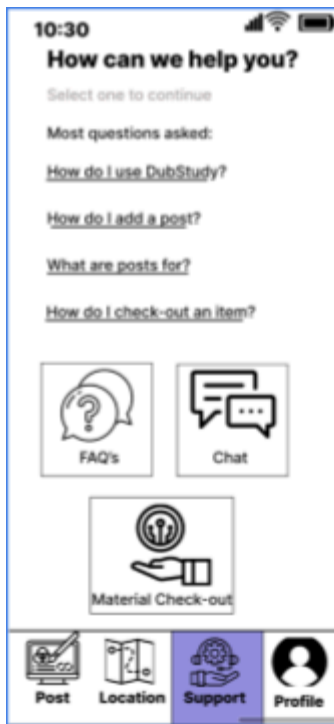 10:30
How can we help you?
Select one to continue
Most questions asked:
How do I use DubStudy?
How do I add a post?
What are posts for?
How do I check-out an item?
FAQ's
Chat
Material Check-out
Post
Location
Support
Profile